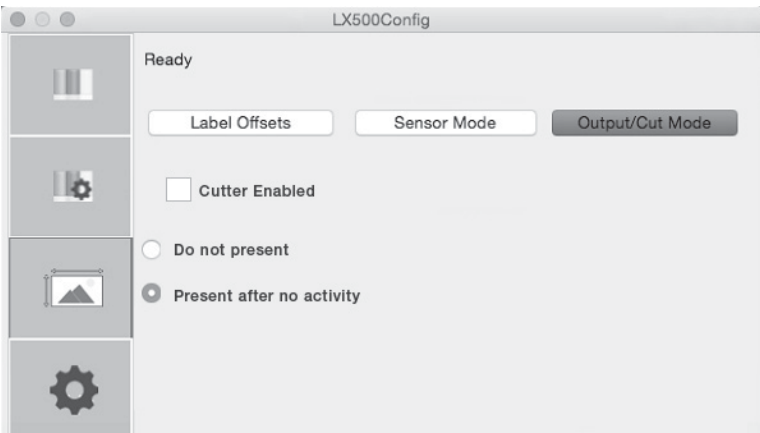 LX500Config
Ready
Label Offsets Sensor Mode Output/Cut Mode
Cutter Enabled
Do not present
Present after no activity